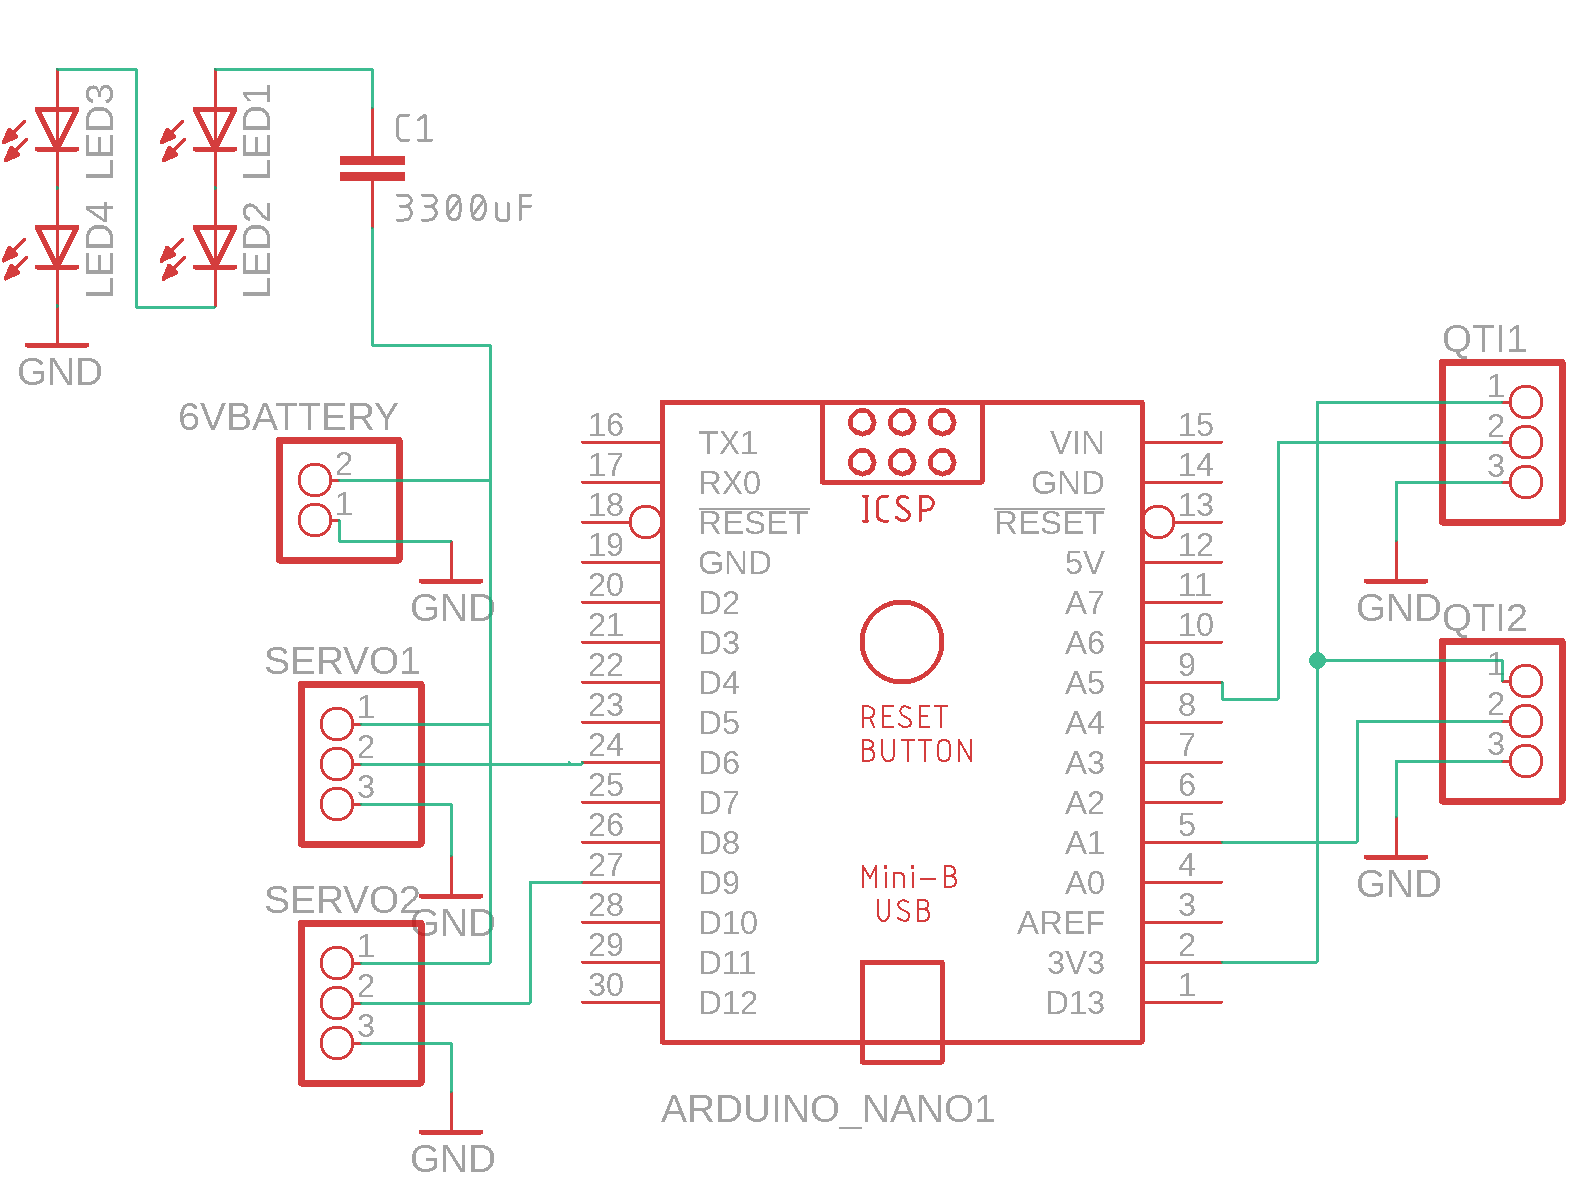 LED3
LED1
C1
3300uF
LED4
LED2
GND
6VBATTERY
2
1
GND
SERVO1
1
2
3
GND
SERVO2
1
2
3
GND
16 TX1
17 RX0
18 RESET
19 GND
20 D2
21 D3
22 D4
23 D5
24 D6
25 D7
26 D8
27 D9
28 D10
29 D11
30 D12
ICSP
RESET
BUTTON
Mini-B
USB
VIN 15
GND 14
RESET 13
5V 12
A7 11
A6 10
A5 9
A4 8
A3 7
A2 6
A1 5
A0 4
AREF 3
3V3 2
D13 1
ARDUINO_NANO1
QTI1
1
2
3
GND
QTI2
1
2
3
GND